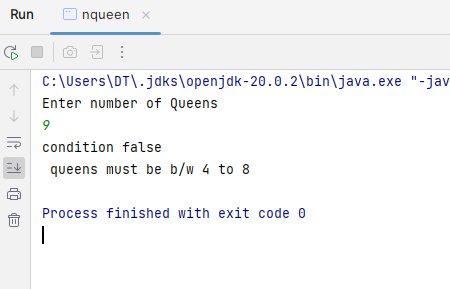 Run nqueen
C:\Users\DT\.jdks\openjdk-20.0.2\bin\java.exe "-jav
Enter number of Queens
9
condition false
queens must be b/w 4 to 8
Process finished with exit code 0